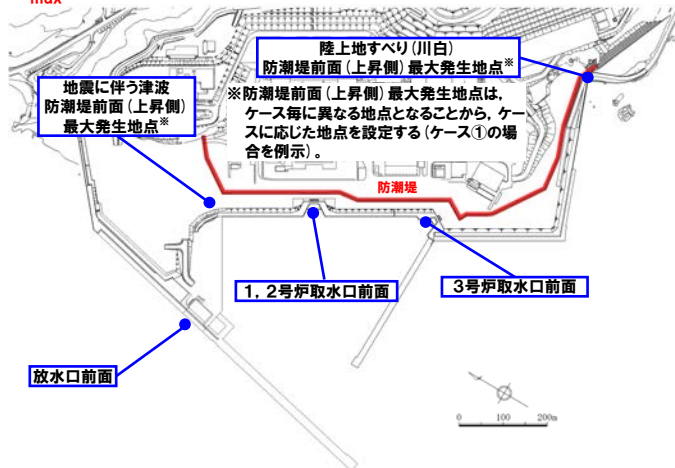 max
陸上地すべり(川白)
防潮堤前面(上昇側)最大発生地点※
地震に伴う津波
防潮堤前面(上昇側)
最大発生地点※
※防潮堤前面(上昇側)最大発生地点は,
ケース毎に異なる地点となることから,ケー
スに応じた地点を設定する(ケース①の場
合を例示)。
防潮堤
1,2号炉取水口前面
3号炉取水口前面
放水口前面
0 100 200m